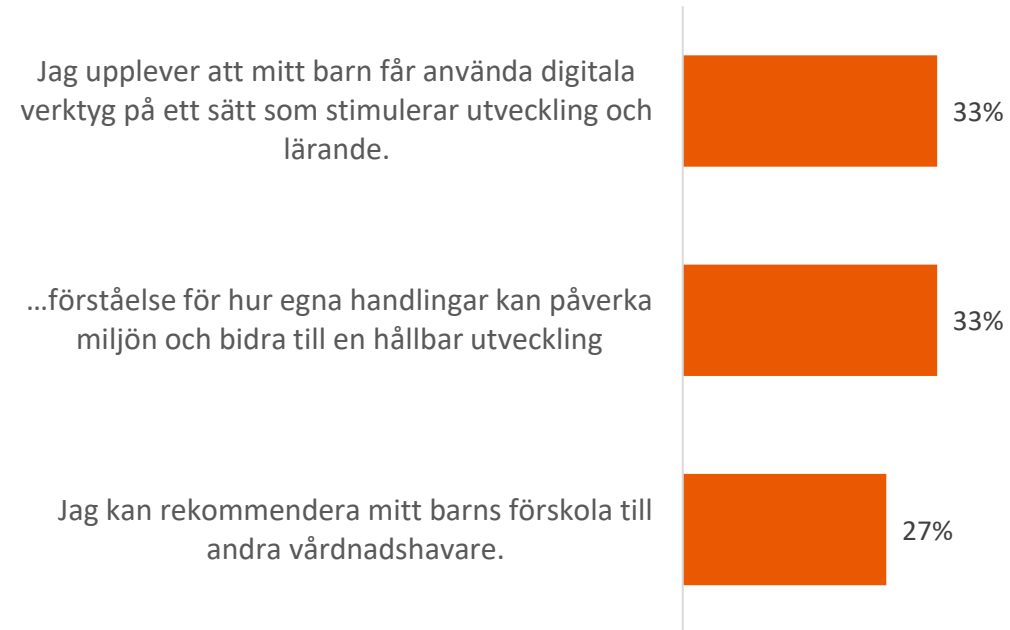 Jag upplever att mitt barn får använda digitala
verktyg på ett sätt som stimulerar utveckling och
lärande.
33%
...förståelse för hur egna handlingar kan påverka
miljön och bidra till en hållbar utveckling
33%
Jag kan rekommendera mitt barns förskola till
andra vårdnadshavare.
27%